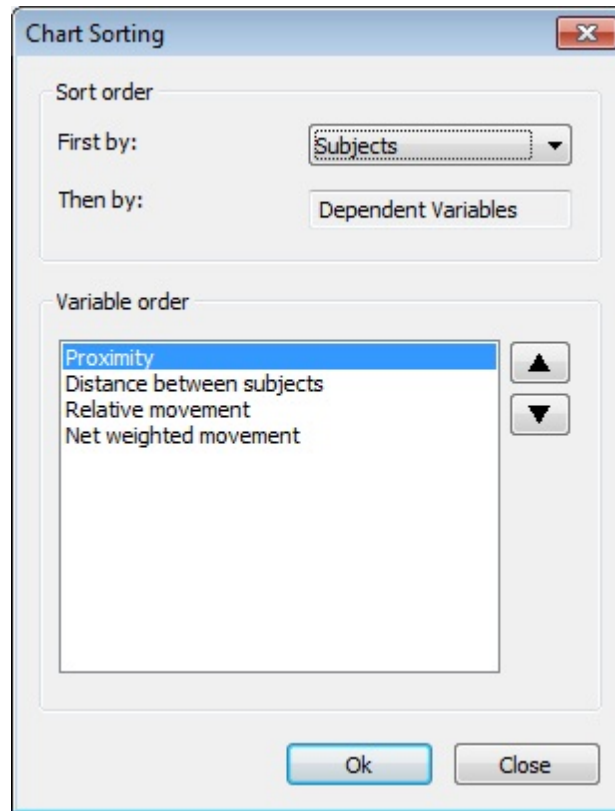 Chart Sorting
Sort order
First by:
Subjects
Then by:
Dependent Variables
Variable order
Proximity
Distance between subjects
Relative movement
Net weighted movement
Ok
Close